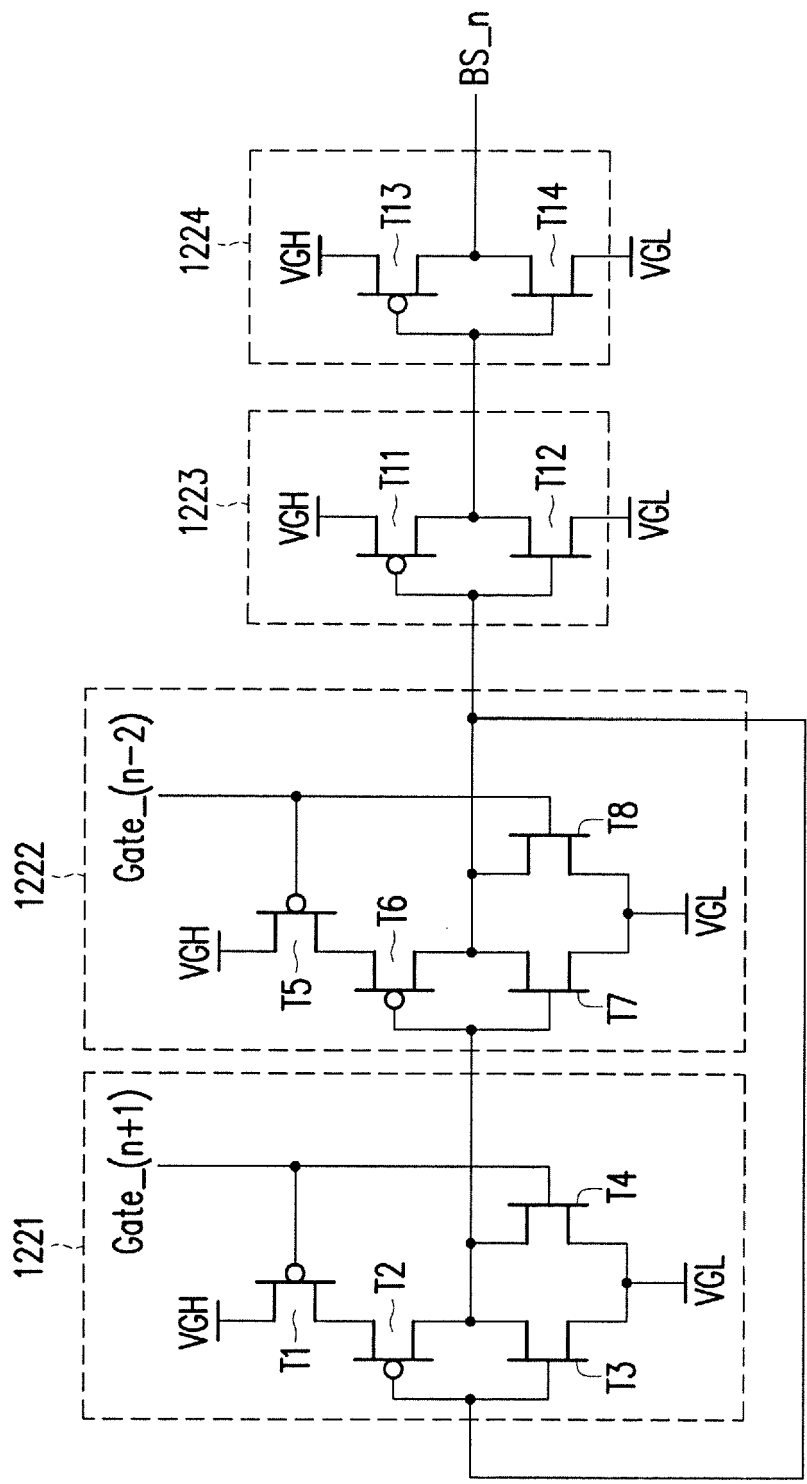 1221
Gate_(n+1)
VGH
T1
T2
T3
T4
VGL
1222
Gate_(n−2)
VGH
T5
T6
T7
T8
VGL
1223
VGH
T11
T12
VGL
1224
VGH
T13
T14
VGL
BS_n